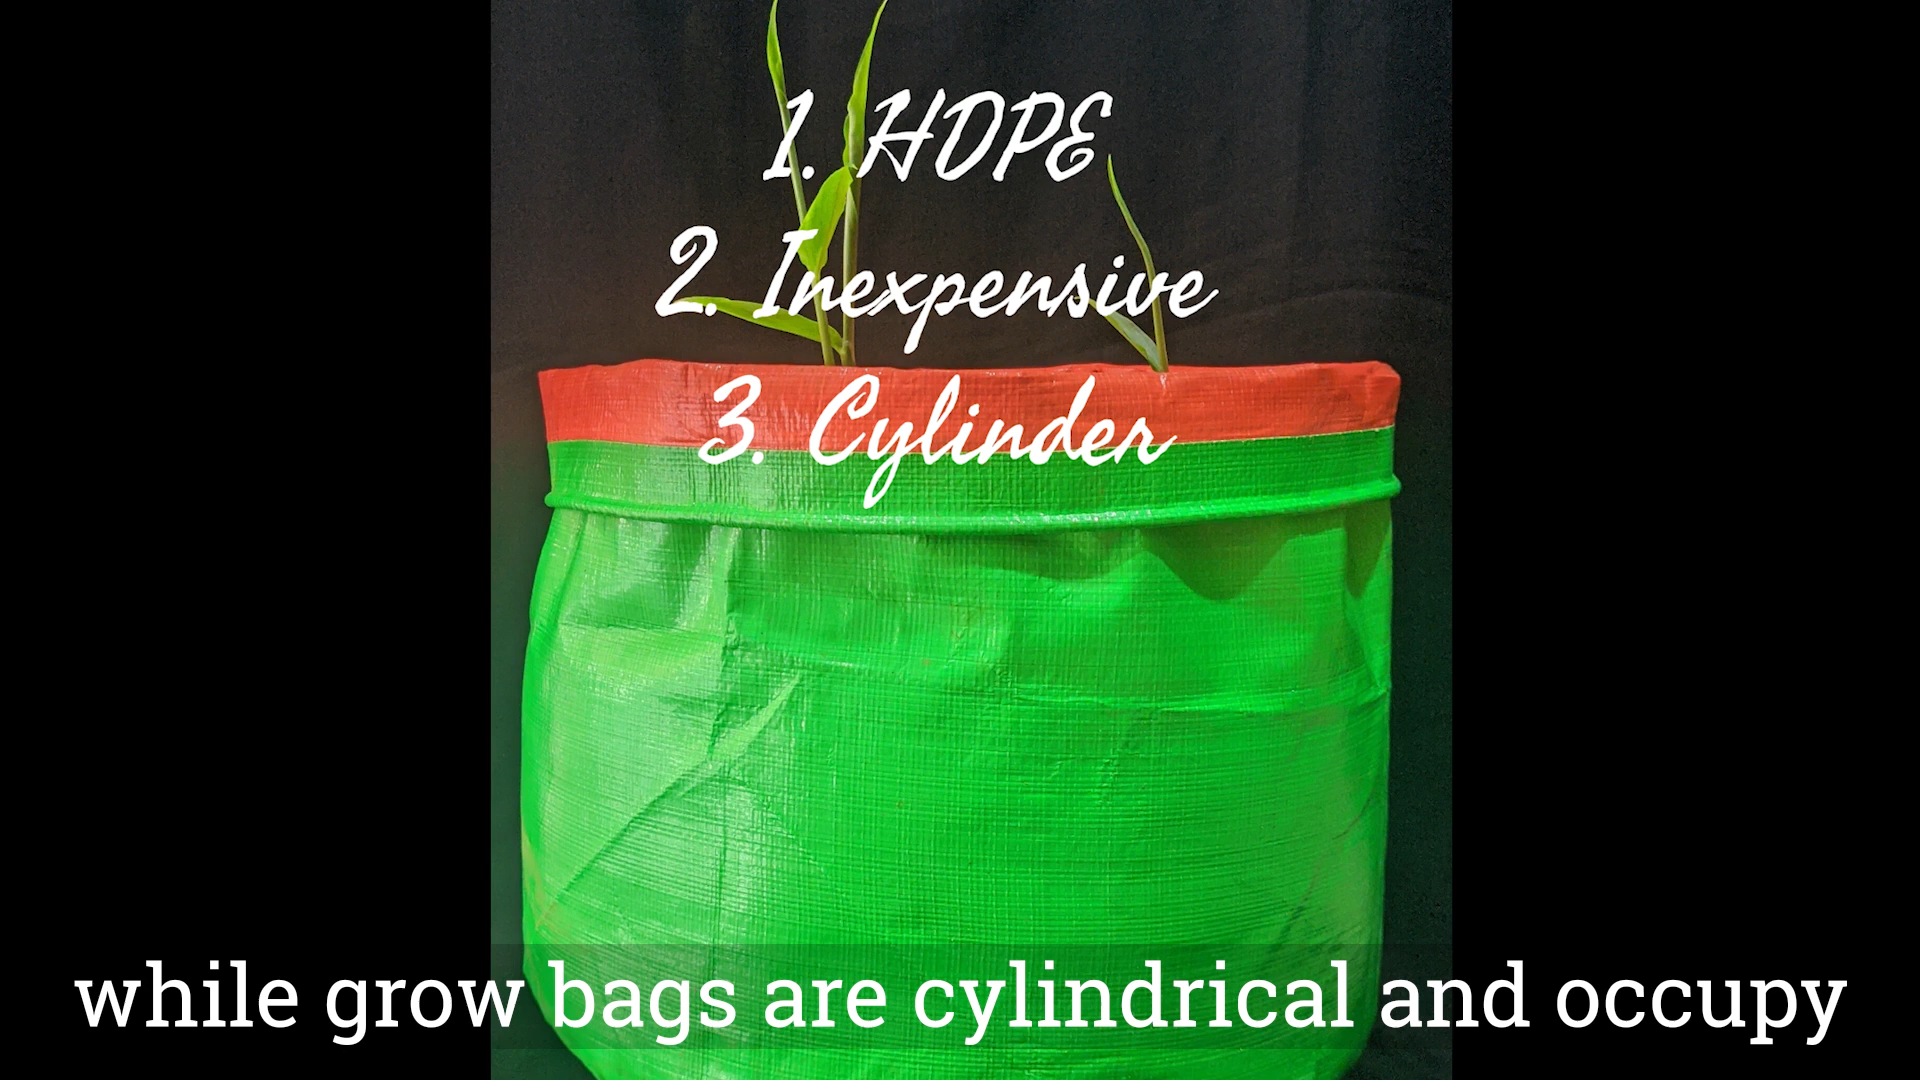 1. HDPE
2. Inexpensive
3. Cylinder
while grow bags are cylindrical and occupy